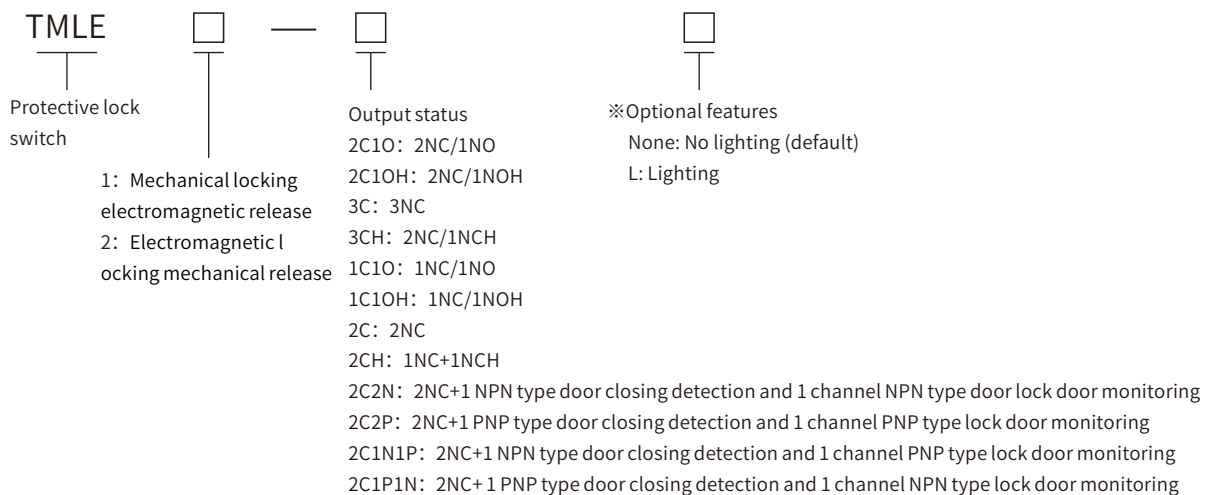 TMLE □ — □ □
Protective lock
switch
1：Mechanical locking
electromagnetic release
2：Electromagnetic l
ocking mechanical release
Output status
2C1O：2NC/1NO
2C1OH：2NC/1NOH
3C：3NC
3CH：2NC/1NCH
1C1O：1NC/1NO
1C1OH：1NC/1NOH
2C：2NC
2CH：1NC+1NCH
2C2N：2NC+1 NPN type door closing detection and 1 channel NPN type door lock door monitoring
2C2P：2NC+1 PNP type door closing detection and 1 channel PNP type lock door monitoring
2C1N1P：2NC+1 NPN type door closing detection and 1 channel PNP type lock door monitoring
2C1P1N：2NC+ 1 PNP type door closing detection and 1 channel NPN type lock door monitoring
※Optional features
None: No lighting (default)
L: Lighting